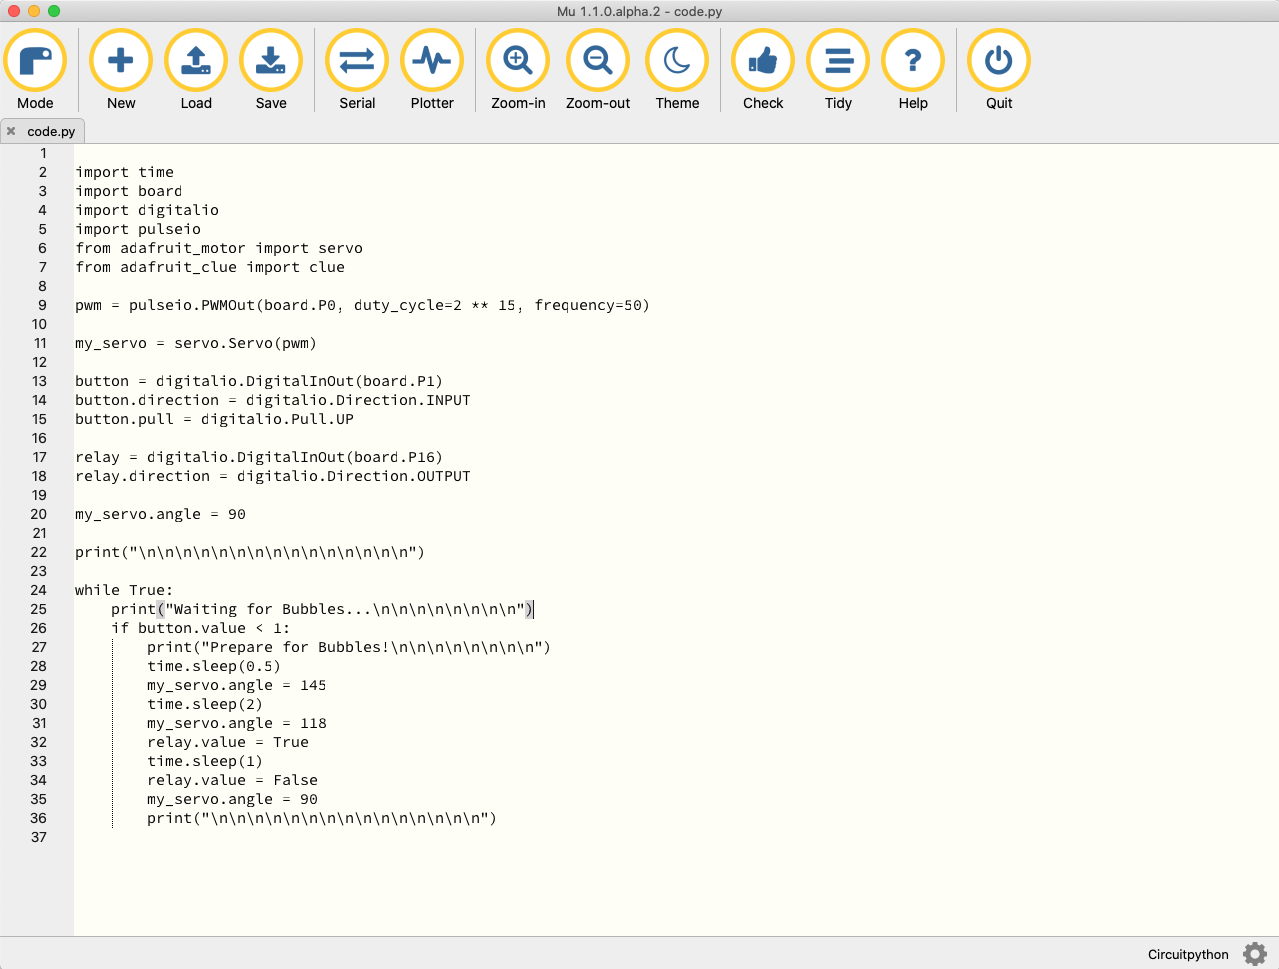 Mu 1.1.0.alpha.2 - code.py
Mode New Load Save Serial Plotter Zoom-in Zoom-out Theme Check Tidy Help Quit
code.py
1
2 import time
3 import board
4 import digitalio
5 import pulseio
6 from adafruit_motor import servo
7 from adafruit_clue import clue
8
9 pwm = pulseio.PWMOut(board.P0, duty_cycle=2 ** 15, frequency=50)
10
11 my_servo = servo.Servo(pwm)
12
13 button = digitalio.DigitalInOut(board.P1)
14 button.direction = digitalio.Direction.INPUT
15 button.pull = digitalio.Pull.UP
16
17 relay = digitalio.DigitalInOut(board.P16)
18 relay.direction = digitalio.Direction.OUTPUT
19
20 my_servo.angle = 90
21
22 print("\n\n\n\n\n\n\n\n\n\n\n\n\n\n\n")
23
24 while True:
25     print("Waiting for Bubbles...\n\n\n\n\n\n\n\n")
26     if button.value < 1:
27         print("Prepare for Bubbles!\n\n\n\n\n\n\n\n")
28         time.sleep(0.5)
29         my_servo.angle = 145
30         time.sleep(2)
31         my_servo.angle = 118
32         relay.value = True
33         time.sleep(1)
34         relay.value = False
35         my_servo.angle = 90
36         print("\n\n\n\n\n\n\n\n\n\n\n\n\n\n\n")
37
Circuitpython